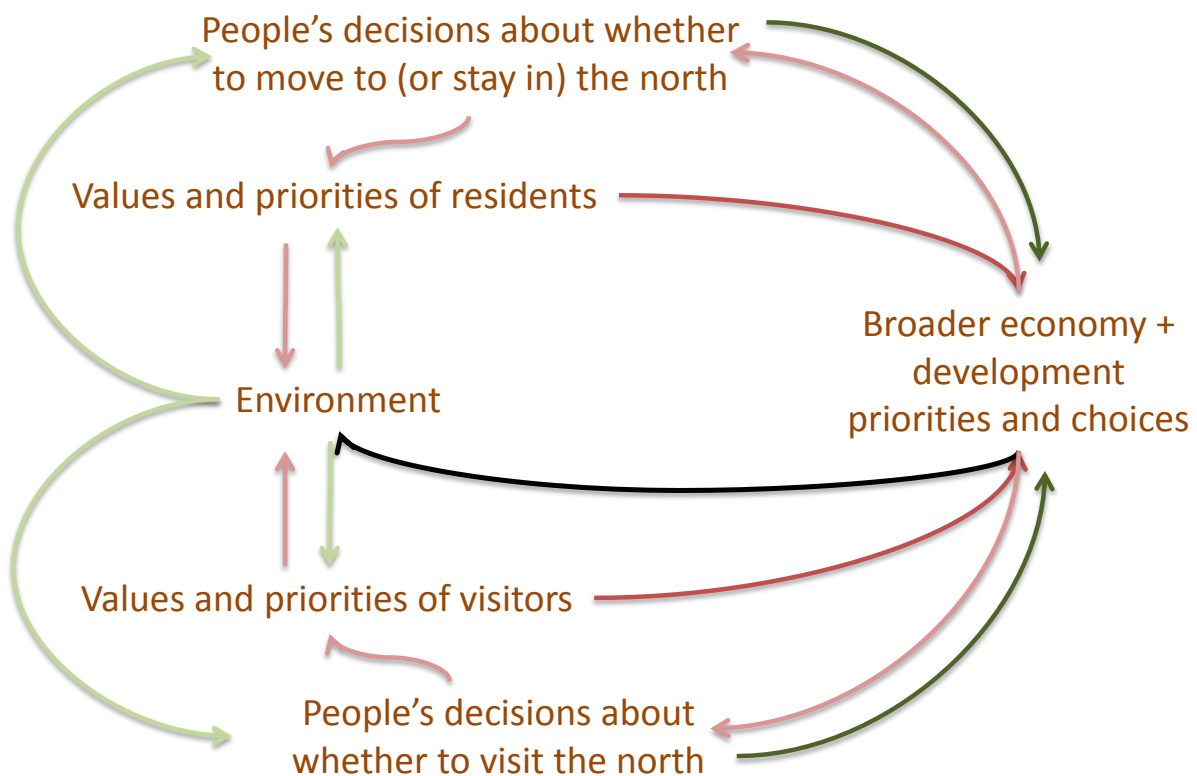 People’s decisions about whether
to move to (or stay in) the north
Values and priorities of residents
Broader economy +
development
priorities and choices
Environment
Values and priorities of visitors
People’s decisions about
whether to visit the north